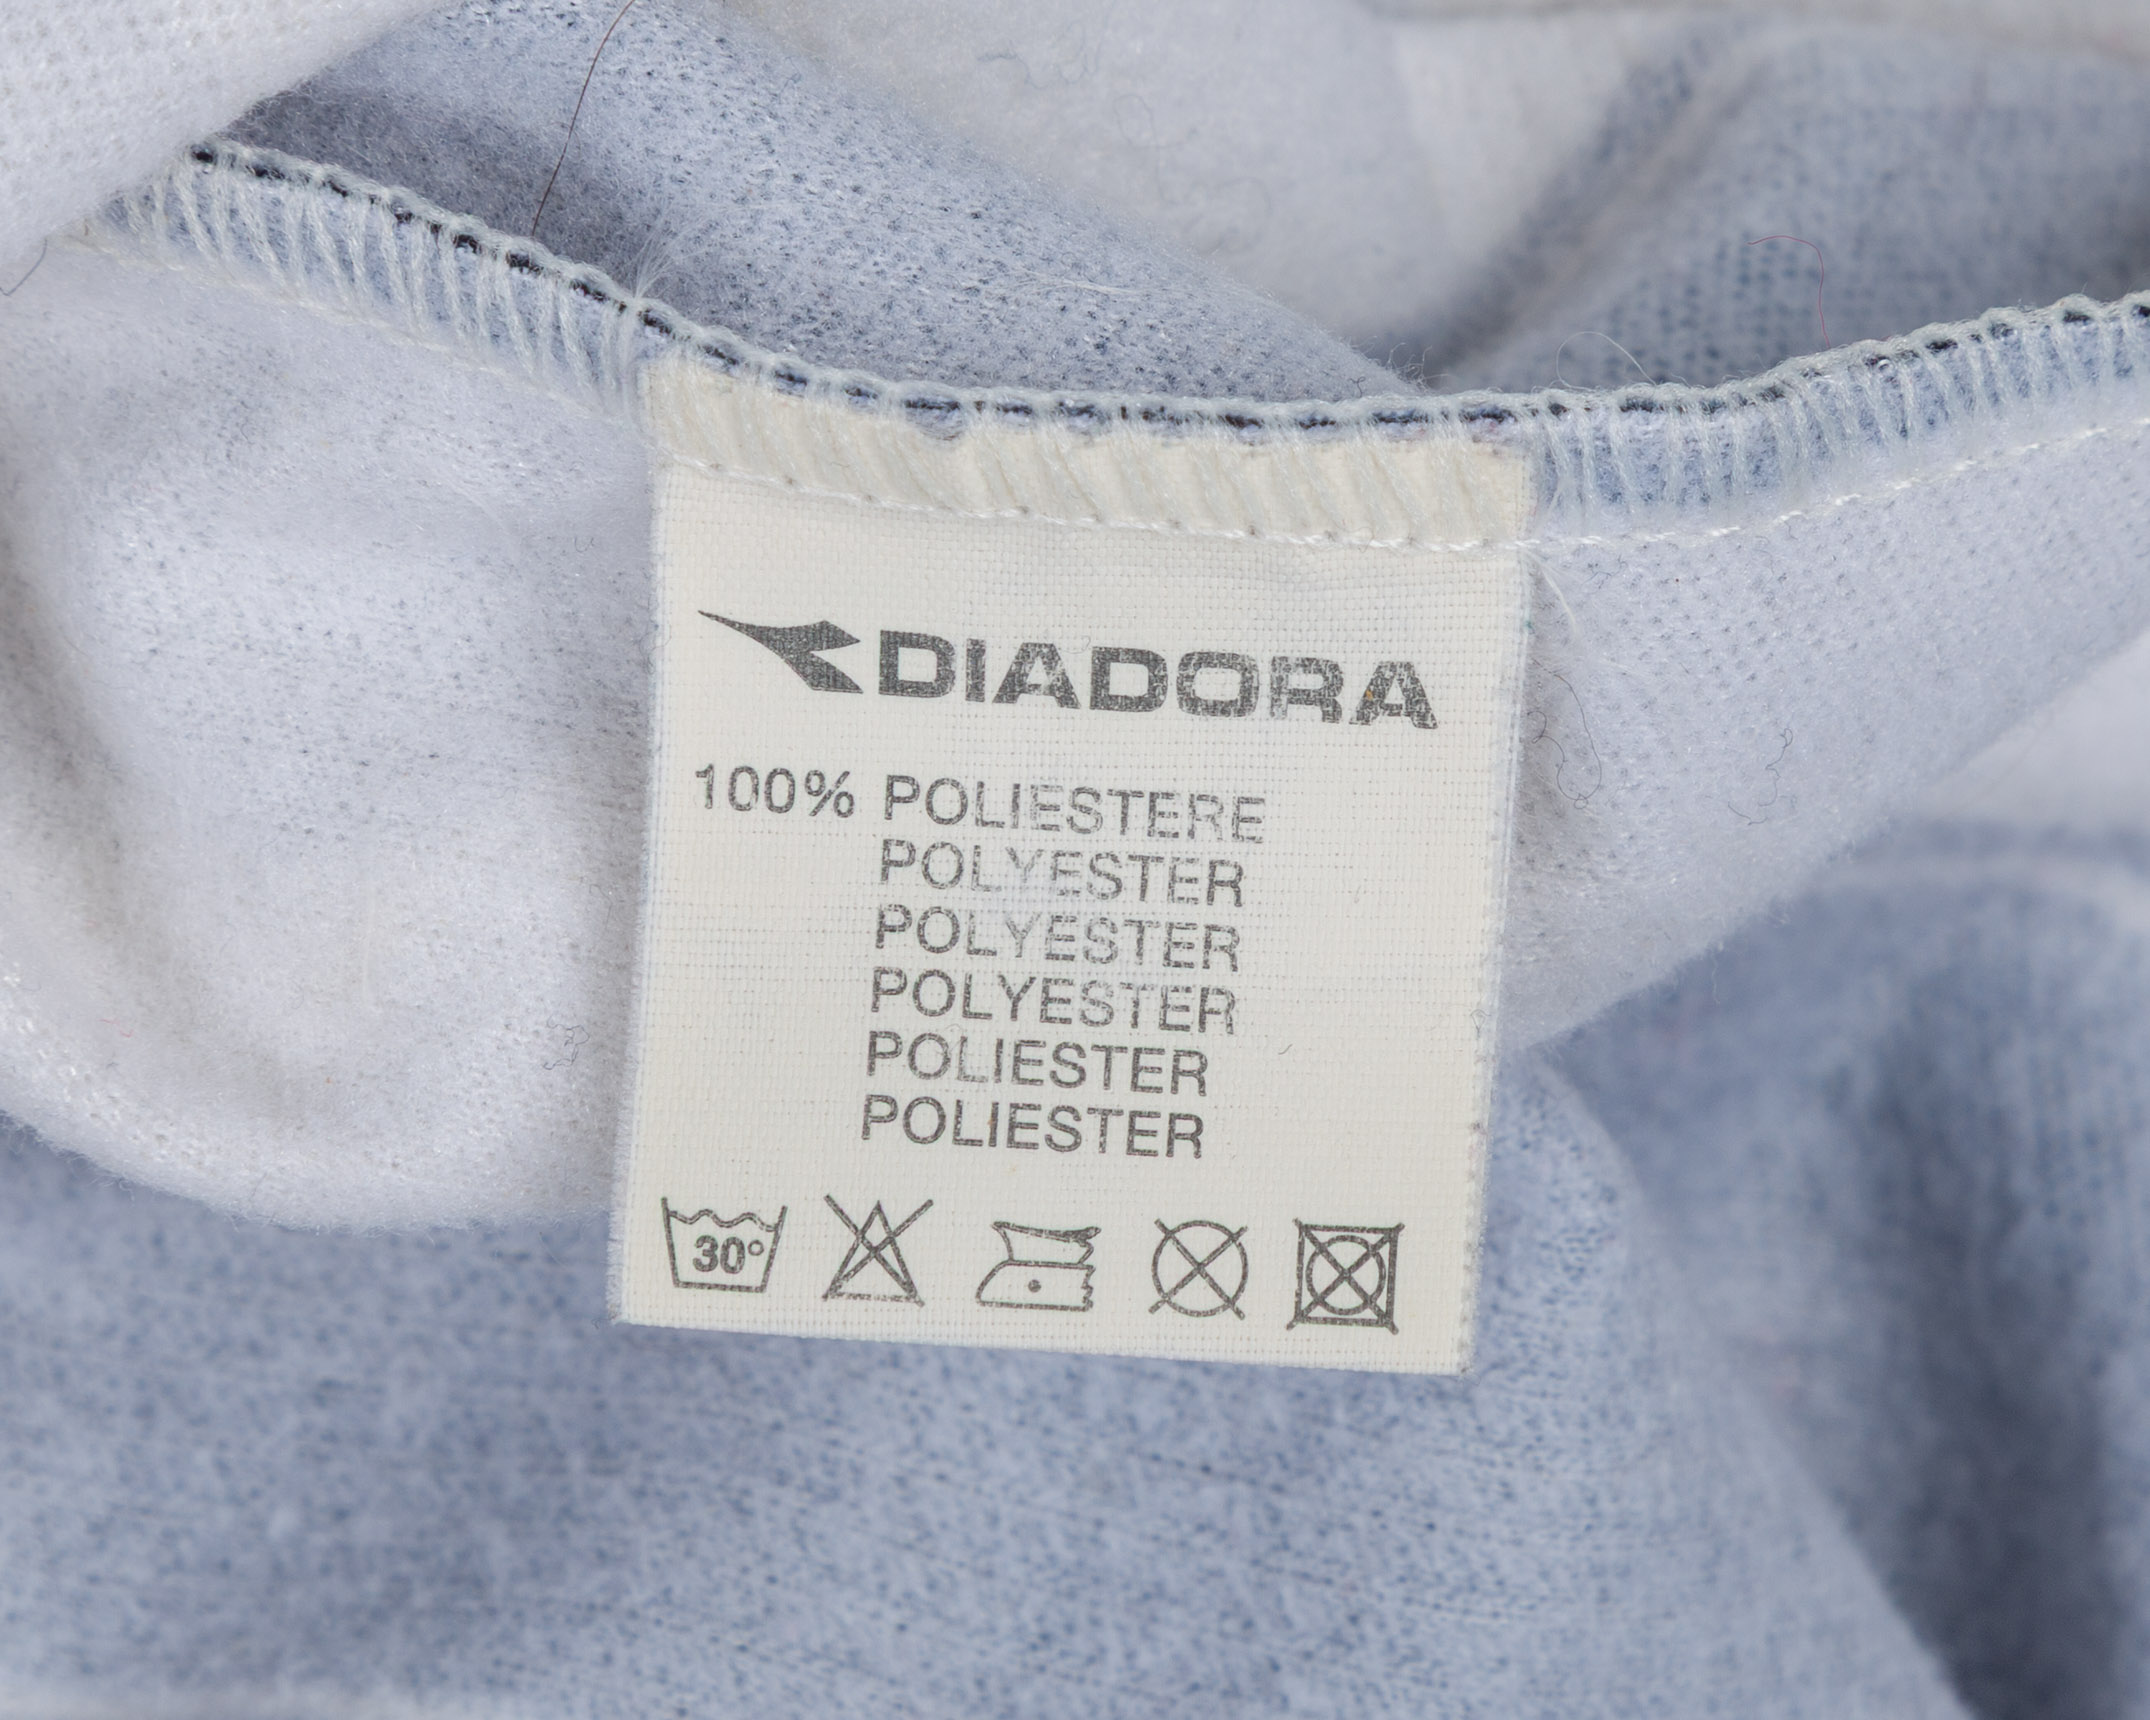 DIADORA
100% POLIESTERE
POLYESTER
POLYESTER
POLYESTER
POLIESTER
POLIESTER
30°